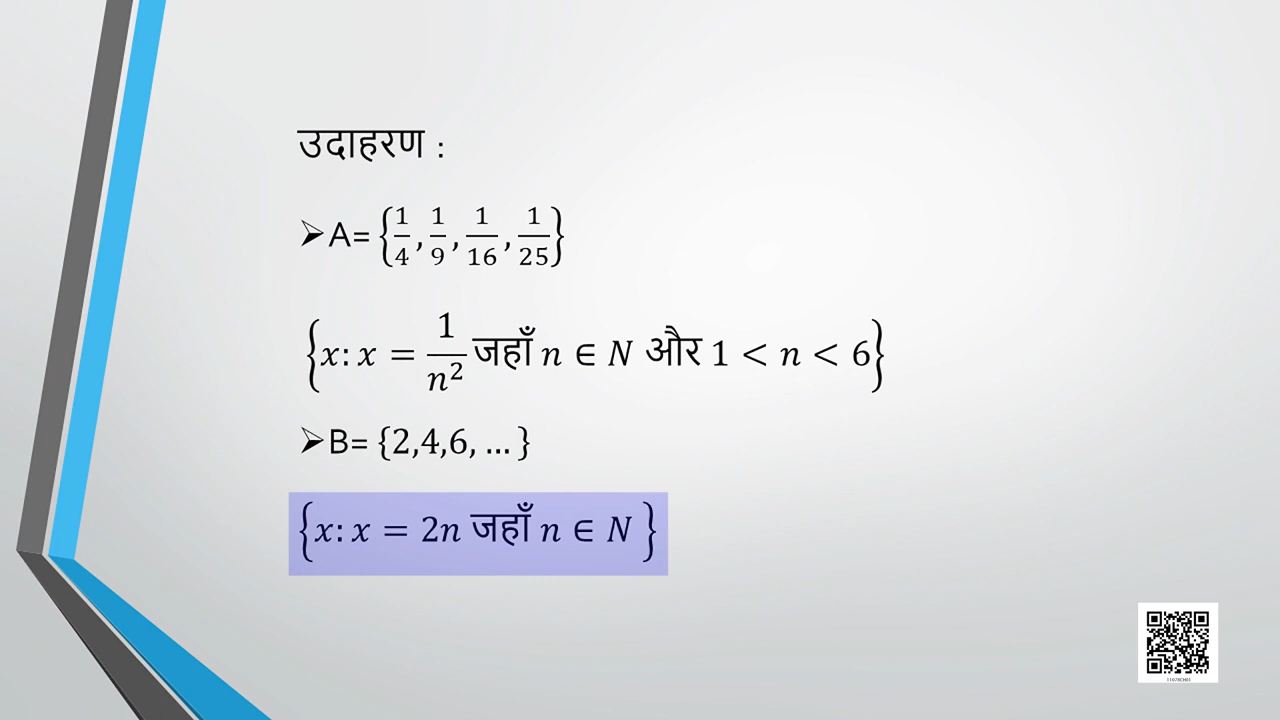 उदाहरण :
➢A= {1/4, 1/9, 1/16, 1/25}
{x: x = 1/n² जहाँ n ∈ N और 1 < n < 6}
➢B= {2,4,6, ... }
{x: x = 2n जहाँ n ∈ N }